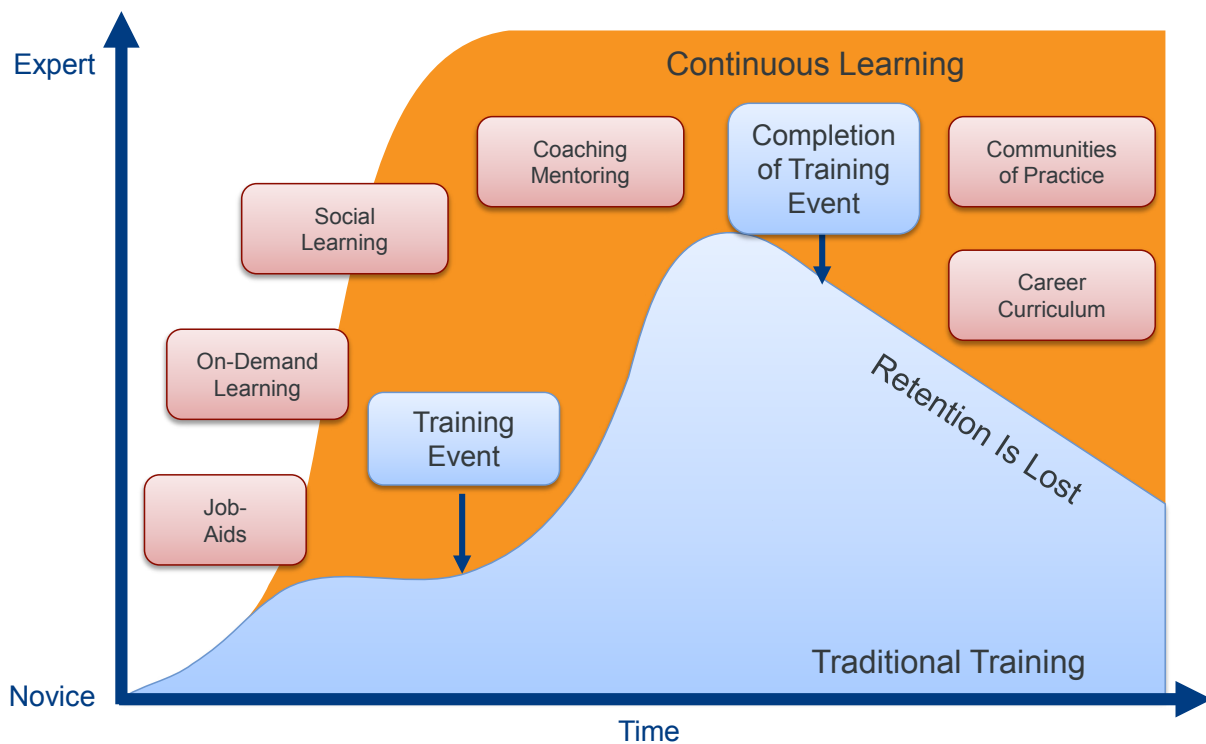 Expert
Continuous Learning
Coaching
Mentoring
Completion
of Training
Event
Communities
of Practice
Social
Learning
Career
Curriculum
On-Demand
Learning
Training
Event
Retention Is Lost
Job-
Aids
Traditional Training
Novice
Time